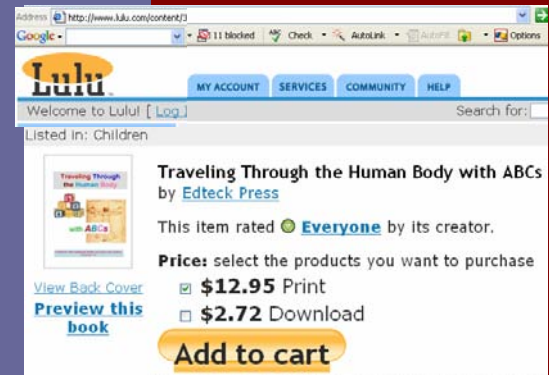 Address http://www.lulu.com/content/
Google 11 blocked Check AutoLink AutoFill Options
Lulu
MY ACCOUNT SERVICES COMMUNITY HELP
Welcome to Lulu! [ Log Search for:
Listed in: Children
Traveling Through
the Human Body
with ABCs
View Back Cover
Preview this
book
Traveling Through the Human Body with ABCs
by Edteck Press
This item rated Everyone by its creator.
Price: select the products you want to purchase
$12.95 Print
$2.72 Download
Add to cart